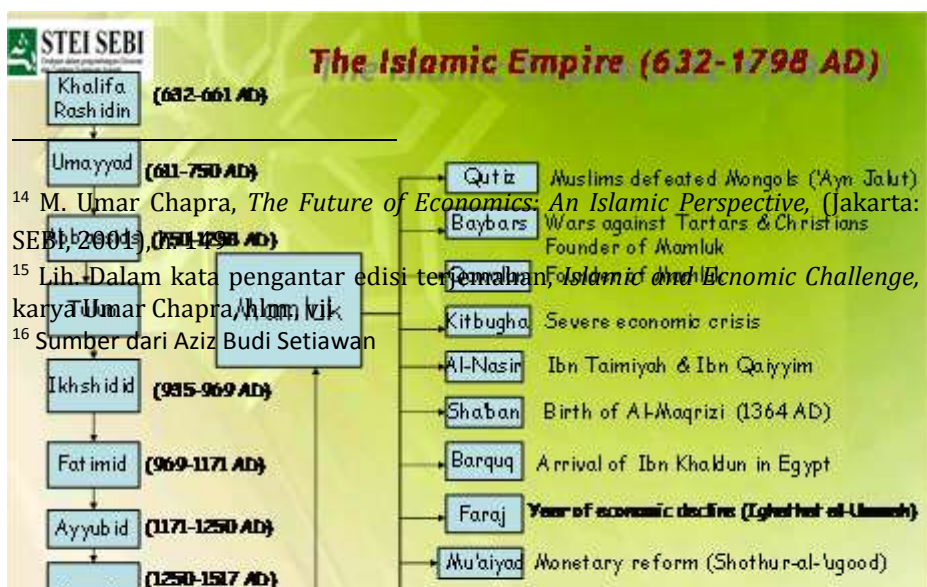 STEI SEBI
The Islamic Empire (632-1798 AD)
Khalifa
Rashidin
(632-661 AD)
Umayyad
(661-750 AD)
Ikhshidid
(935-969 AD)
Fatimid
(969-1171 AD)
Ayyubid
(1171-1250 AD)
(1250-1517 AD)
Qutiz
Muslims defeated Mongols ('Ayn Jalut)
Baybars
Wars against Tartars & Christians
Founder of Mamluk
Kitbugha
Severe economic crisis
Al-Nasir
Ibn Taimiyah & Ibn Qaiyyim
Sha'ban
Birth of Al-Maqrizi (1364 AD)
Barquq
Arrival of Ibn Khaldun in Egypt
Faraj
Year of economic decline (Ighathat al-Ummah)
Mu'aiyad
Monetary reform (Shothur-al-'ugood)
14 M. Umar Chapra, The Future of Economics: An Islamic Perspective, (Jakarta:
SEBI, 2001), 149
15 Lih. Dalam kata pengantar edisi terjemahan, Islamic and Ecnomic Challenge,
karya Umar Chapra, hlm. vii
16 Sumber dari Aziz Budi Setiawan